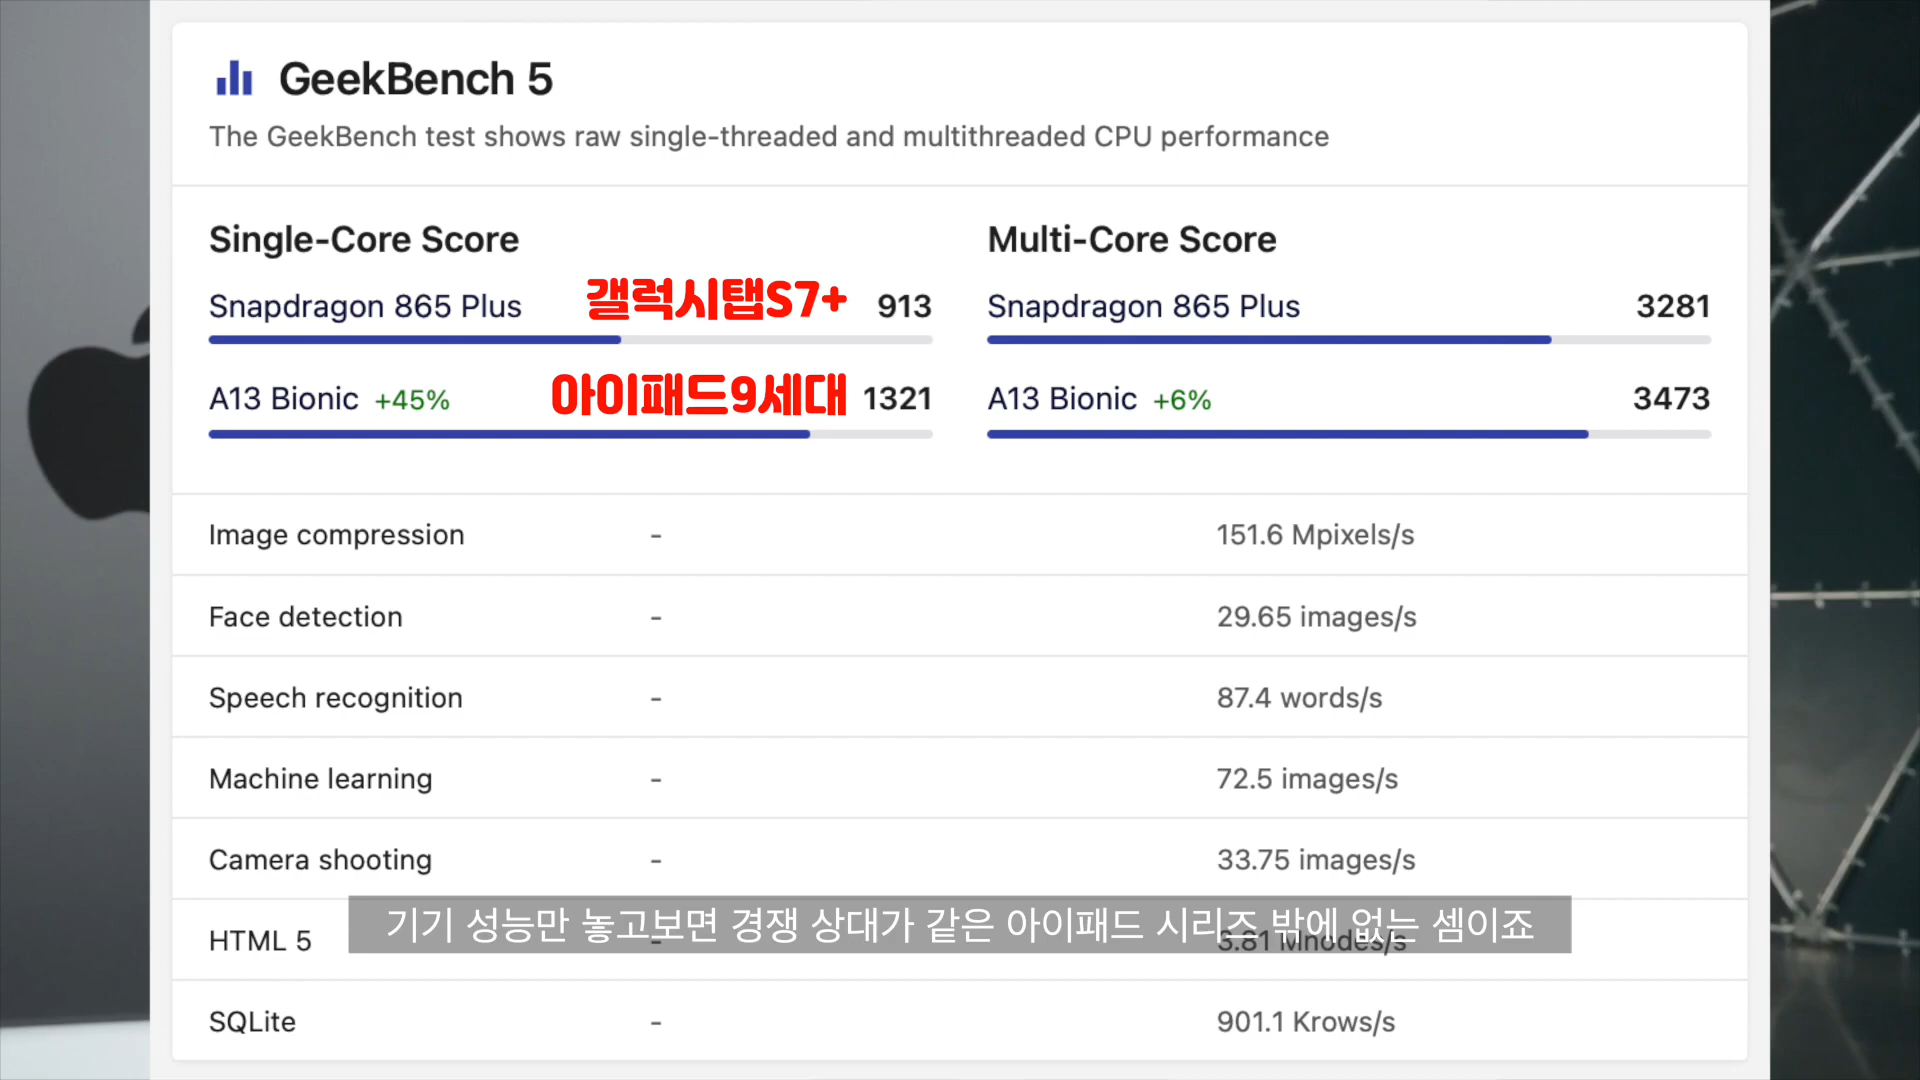 GeekBench 5
The GeekBench test shows raw single-threaded and multithreaded CPU performance
Single-Core Score
Snapdragon 865 Plus 갤럭시탭S7+ 913
A13 Bionic +45% 아이패드9세대 1321
Multi-Core Score
Snapdragon 865 Plus 3281
A13 Bionic +6% 3473
Image compression - 151.6 Mpixels/s
Face detection - 29.65 images/s
Speech recognition - 87.4 words/s
Machine learning - 72.5 images/s
Camera shooting - 33.75 images/s
HTML 5 - 3.81 Mnodes/s
기기 성능만 놓고보면 경쟁 상대가 같은 아이패드 시리즈 밖에 없는 셈이죠
SQLite - 901.1 Krows/s